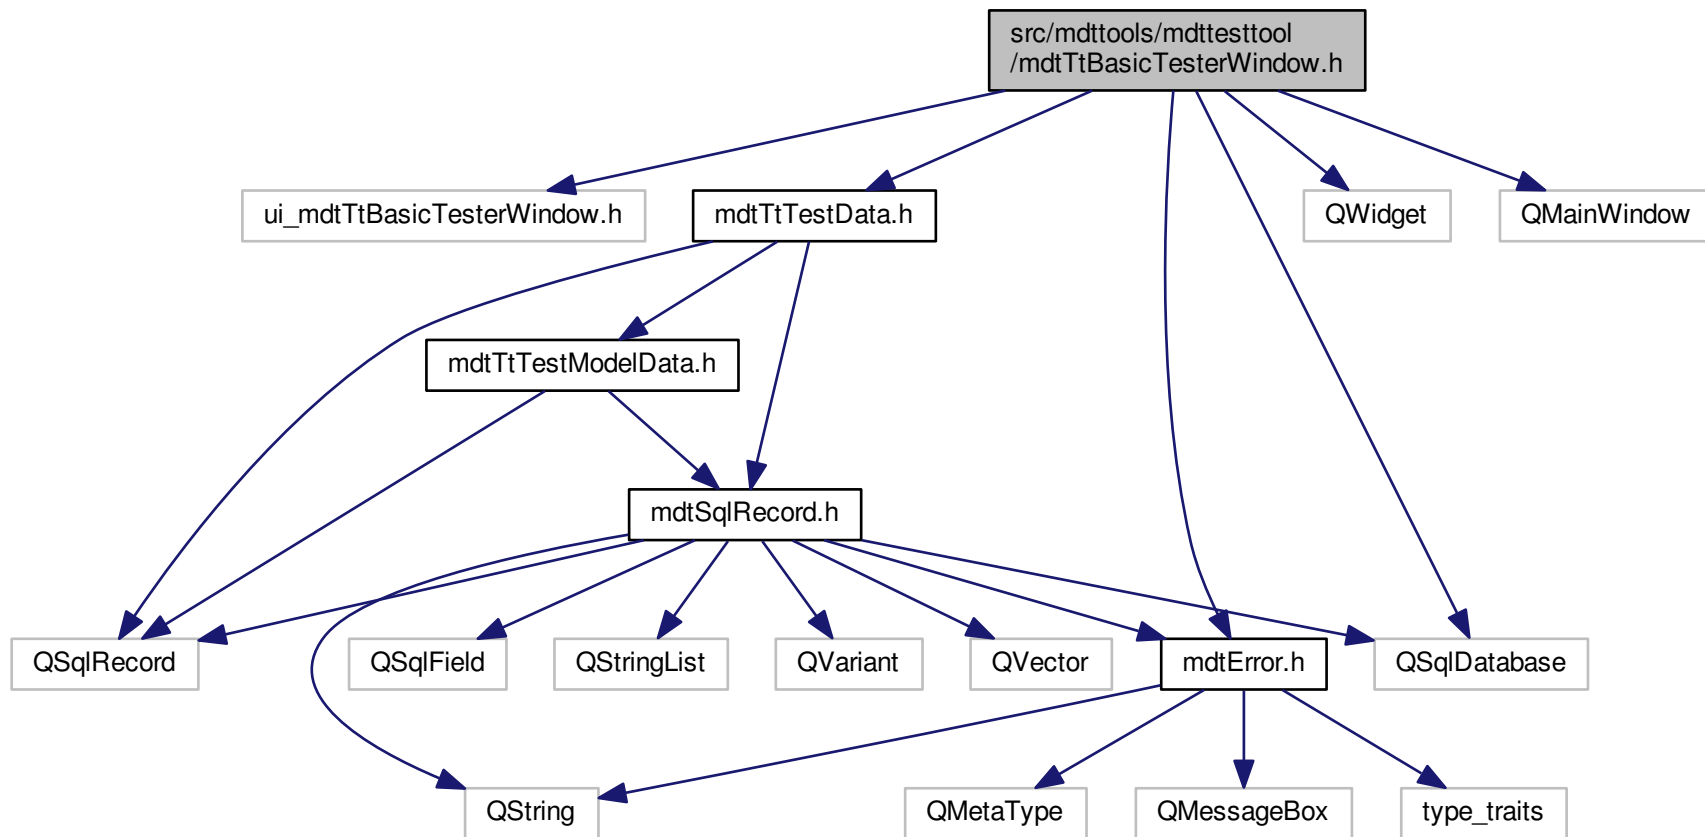 src/mdttools/mdttesttool
/mdtTtBasicTesterWindow.h
ui_mdtTtBasicTesterWindow.h
mdtTtTestData.h
QWidget
QMainWindow
mdtTtTestModelData.h
mdtSqlRecord.h
QSqlRecord
QSqlField
QStringList
QVariant
QVector
mdtError.h
QSqlDatabase
QString
QMetaType
QMessageBox
type_traits